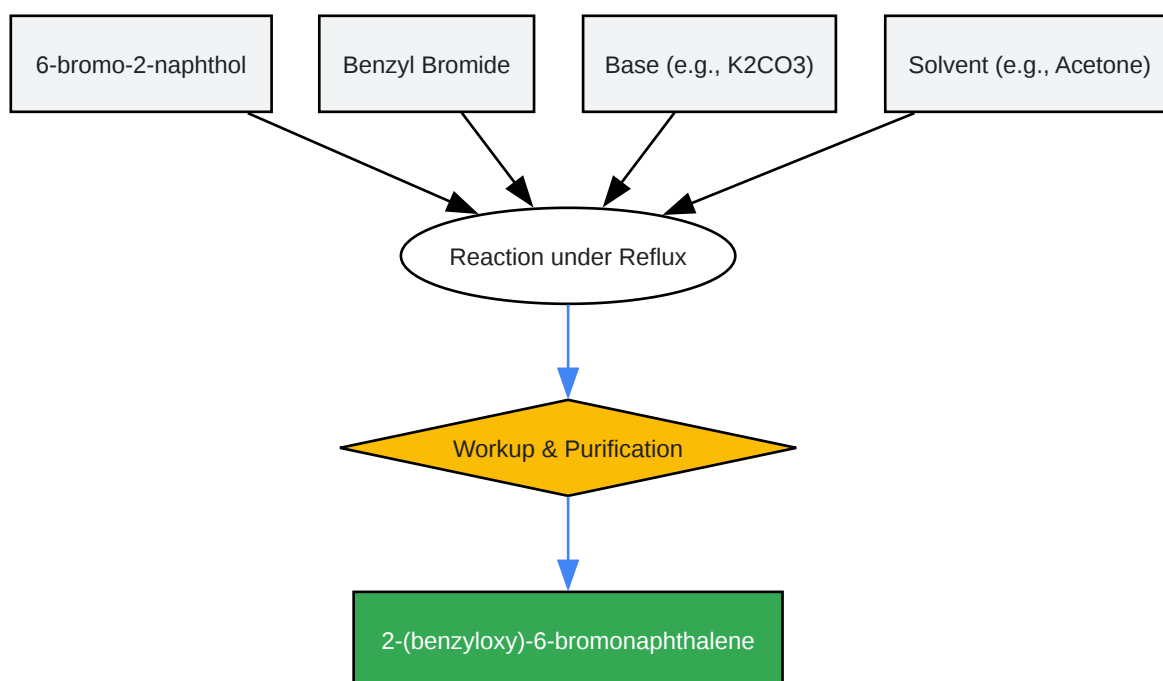 6-bromo-2-naphthol
Benzyl Bromide
Base (e.g., K2CO3)
Solvent (e.g., Acetone)
Reaction under Reflux
Workup & Purification
2-(benzyloxy)-6-bromonaphthalene